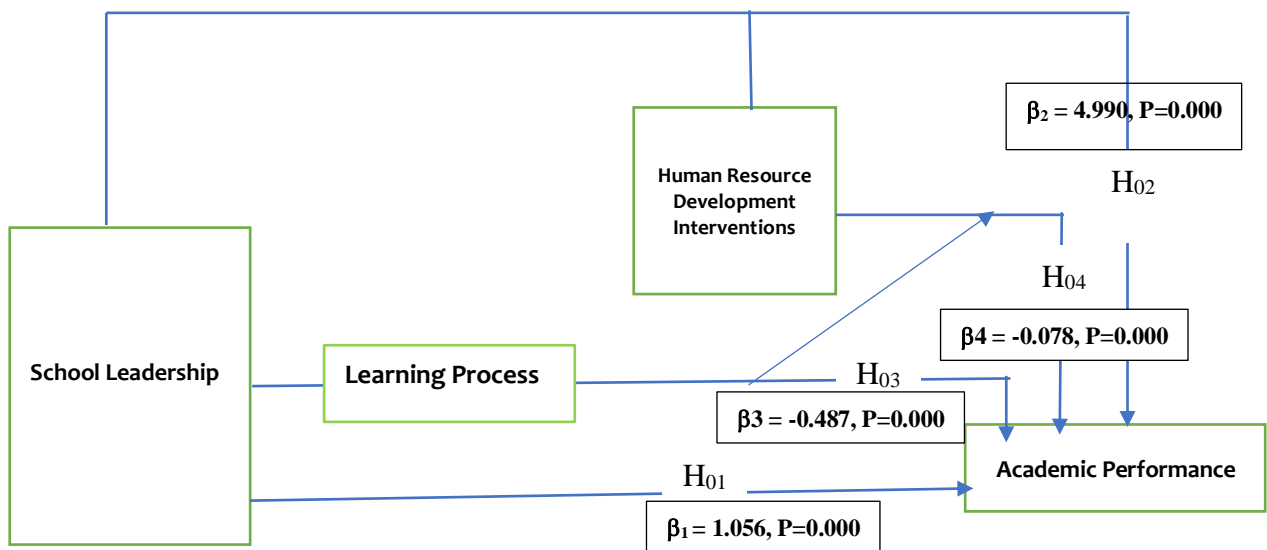 β₂ = 4.990, P=0.000
H₀₂
Human Resource
Development
Interventions
H₀₄
β4 = -0.078, P=0.000
School Leadership
Learning Process
H₀₃
β3 = -0.487, P=0.000
Academic Performance
H₀₁
β₁ = 1.056, P=0.000